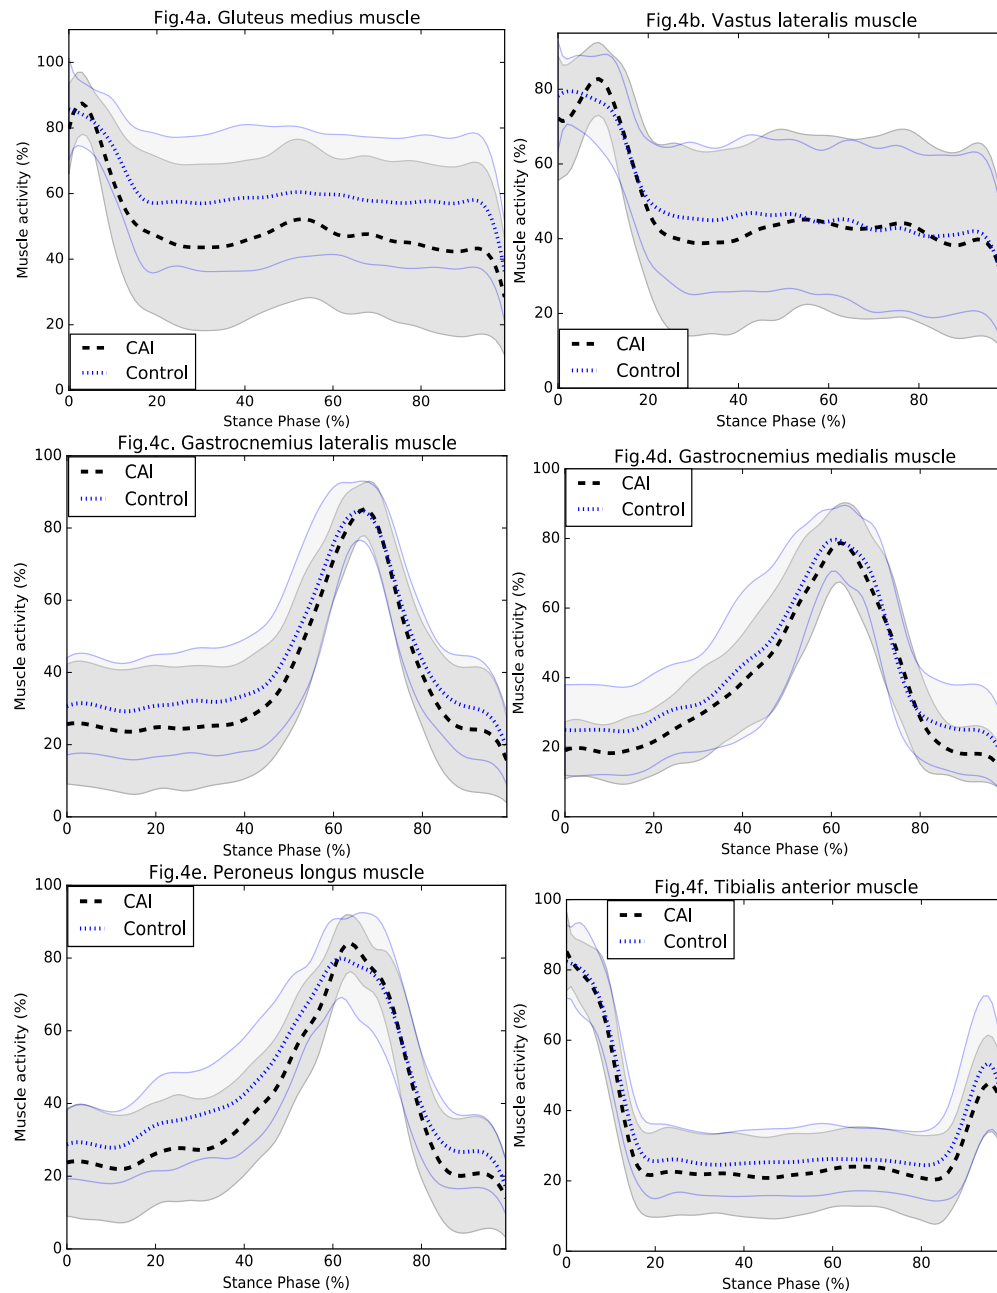 Fig.4a. Gluteus medius muscle
Muscle activity (%)
100
80
60
40
20
0
CAI
Control
0 20 40 60 80
Stance Phase (%)
Fig.4b. Vastus lateralis muscle
Muscle activity (%)
80
60
40
20
0
CAI
Control
0 20 40 60 80
Stance Phase (%)
Fig.4c. Gastrocnemius lateralis muscle
Muscle activity (%)
100
80
60
40
20
0
CAI
Control
0 20 40 60 80
Stance Phase (%)
Fig.4d. Gastrocnemius medialis muscle
Muscle activity (%)
100
80
60
40
20
0
CAI
Control
0 20 40 60 80
Stance Phase (%)
Fig.4e. Peroneus longus muscle
Muscle activity (%)
100
80
60
40
20
0
CAI
Control
0 20 40 60 80
Stance Phase (%)
Fig.4f. Tibialis anterior muscle
Muscle activity (%)
100
80
60
40
20
0
CAI
Control
0 20 40 60 80
Stance Phase (%)